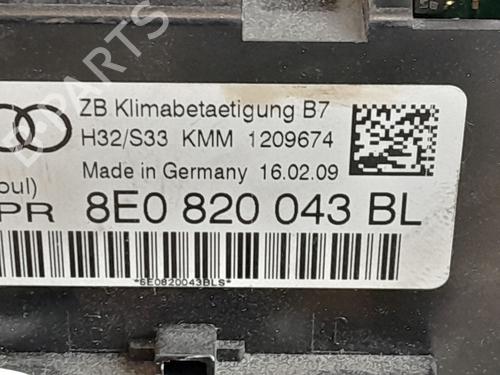 ZB Klimabetaetigung B7
H32/S33 KMM 1209674
Made in Germany 16.02.09
oul)
PR 8E0 820 043 BL
*6E0820043BLS*